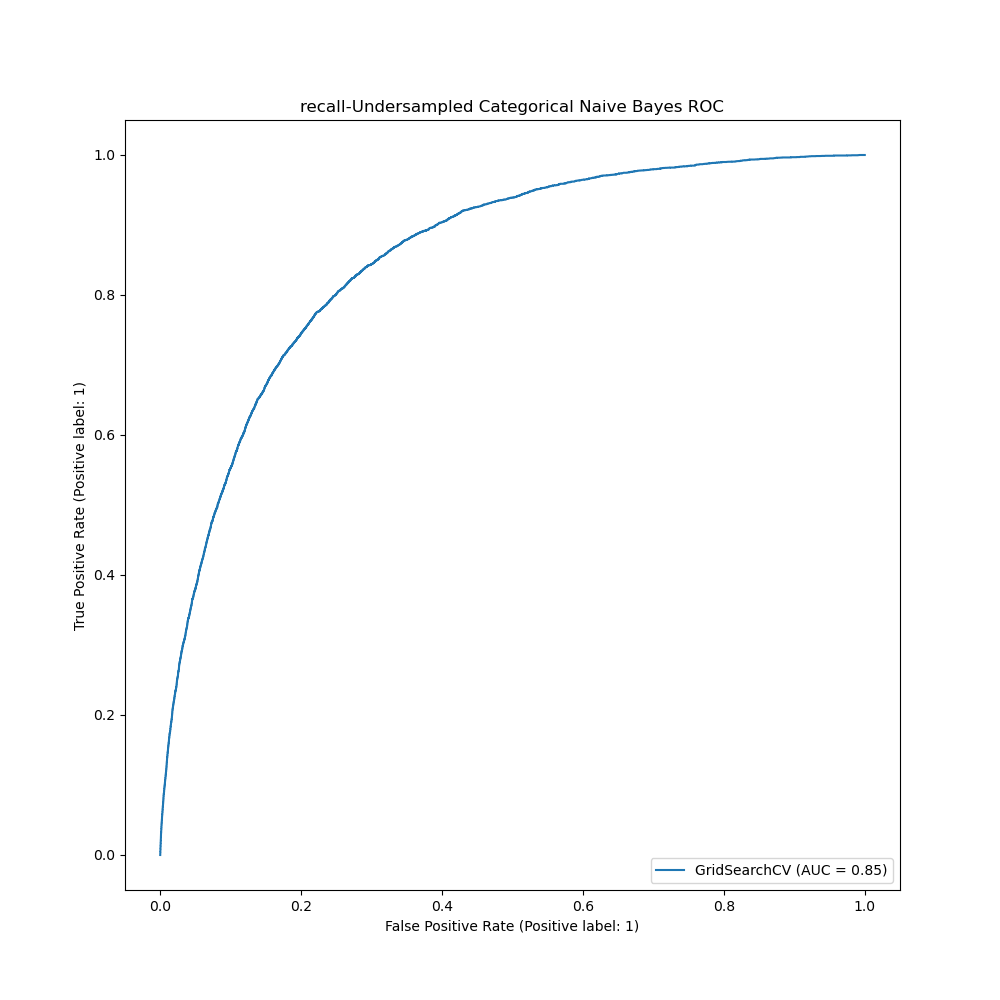 recall-Undersampled Categorical Naive Bayes ROC
1.0
0.8
0.6
0.4
0.2
0.0
True Positive Rate (Positive label: 1)
GridSearchCV (AUC = 0.85)
0.0 0.2 0.4 0.6 0.8 1.0
False Positive Rate (Positive label: 1)